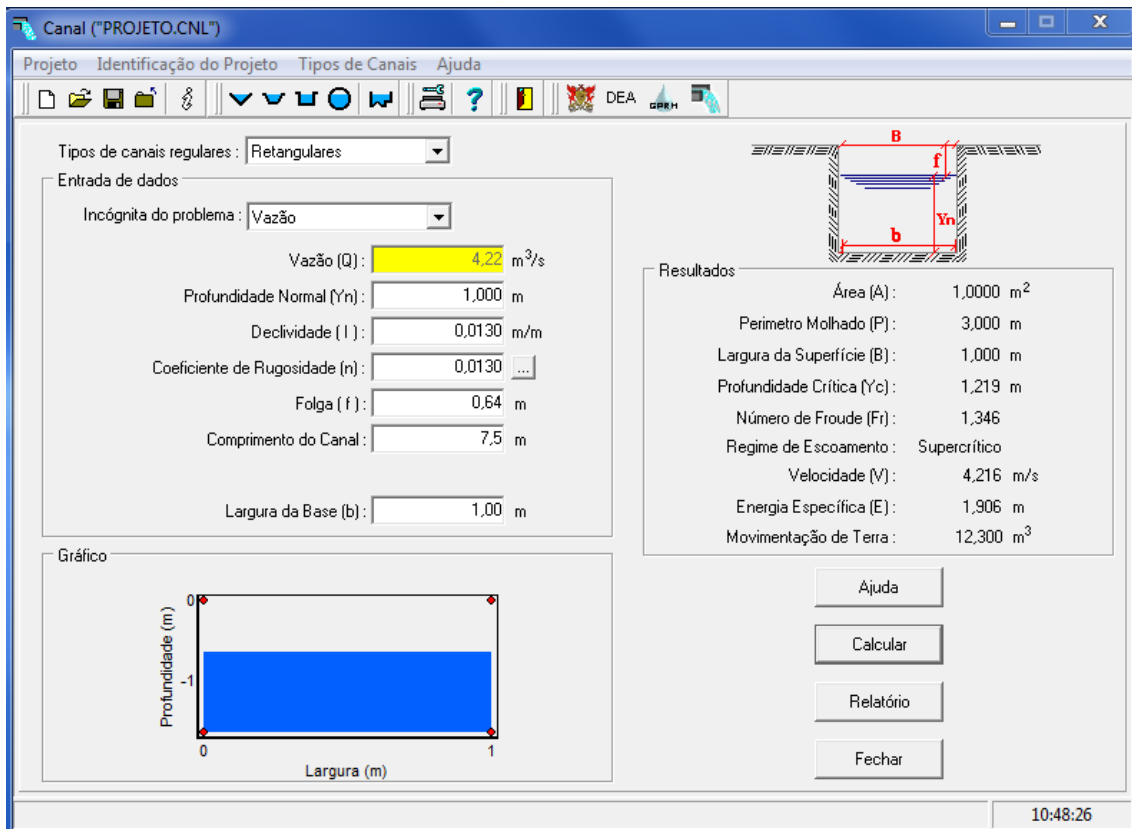 Canal ("PROJETO.CNL")
Projeto Identificação do Projeto Tipos de Canais Ajuda
DEA GPRH
Tipos de canais regulares : Retangulares
Entrada de dados
Incógnita do problema : Vazão
Vazão (Q) : 4,22 m³/s
Profundidade Normal (Yn) : 1,000 m
Declividade ( I ) : 0,0130 m/m
Coeficiente de Rugosidade (n) : 0,0130 ...
Folga ( f ) : 0,64 m
Comprimento do Canal : 7,5 m
Largura da Base (b) : 1,00 m
Gráfico
Profundidade (m)
0
-1
0 1
Largura (m)
B
f
Yn
b
Resultados
Área (A) : 1,0000 m²
Perimetro Molhado (P) : 3,000 m
Largura da Superfície (B) : 1,000 m
Profundidade Crítica (Yc) : 1,219 m
Número de Froude (Fr) : 1,346
Regime de Escoamento : Supercrítico
Velocidade (V) : 4,216 m/s
Energia Específica (E) : 1,906 m
Movimentação de Terra : 12,300 m³
Ajuda
Calcular
Relatório
Fechar
10:48:26